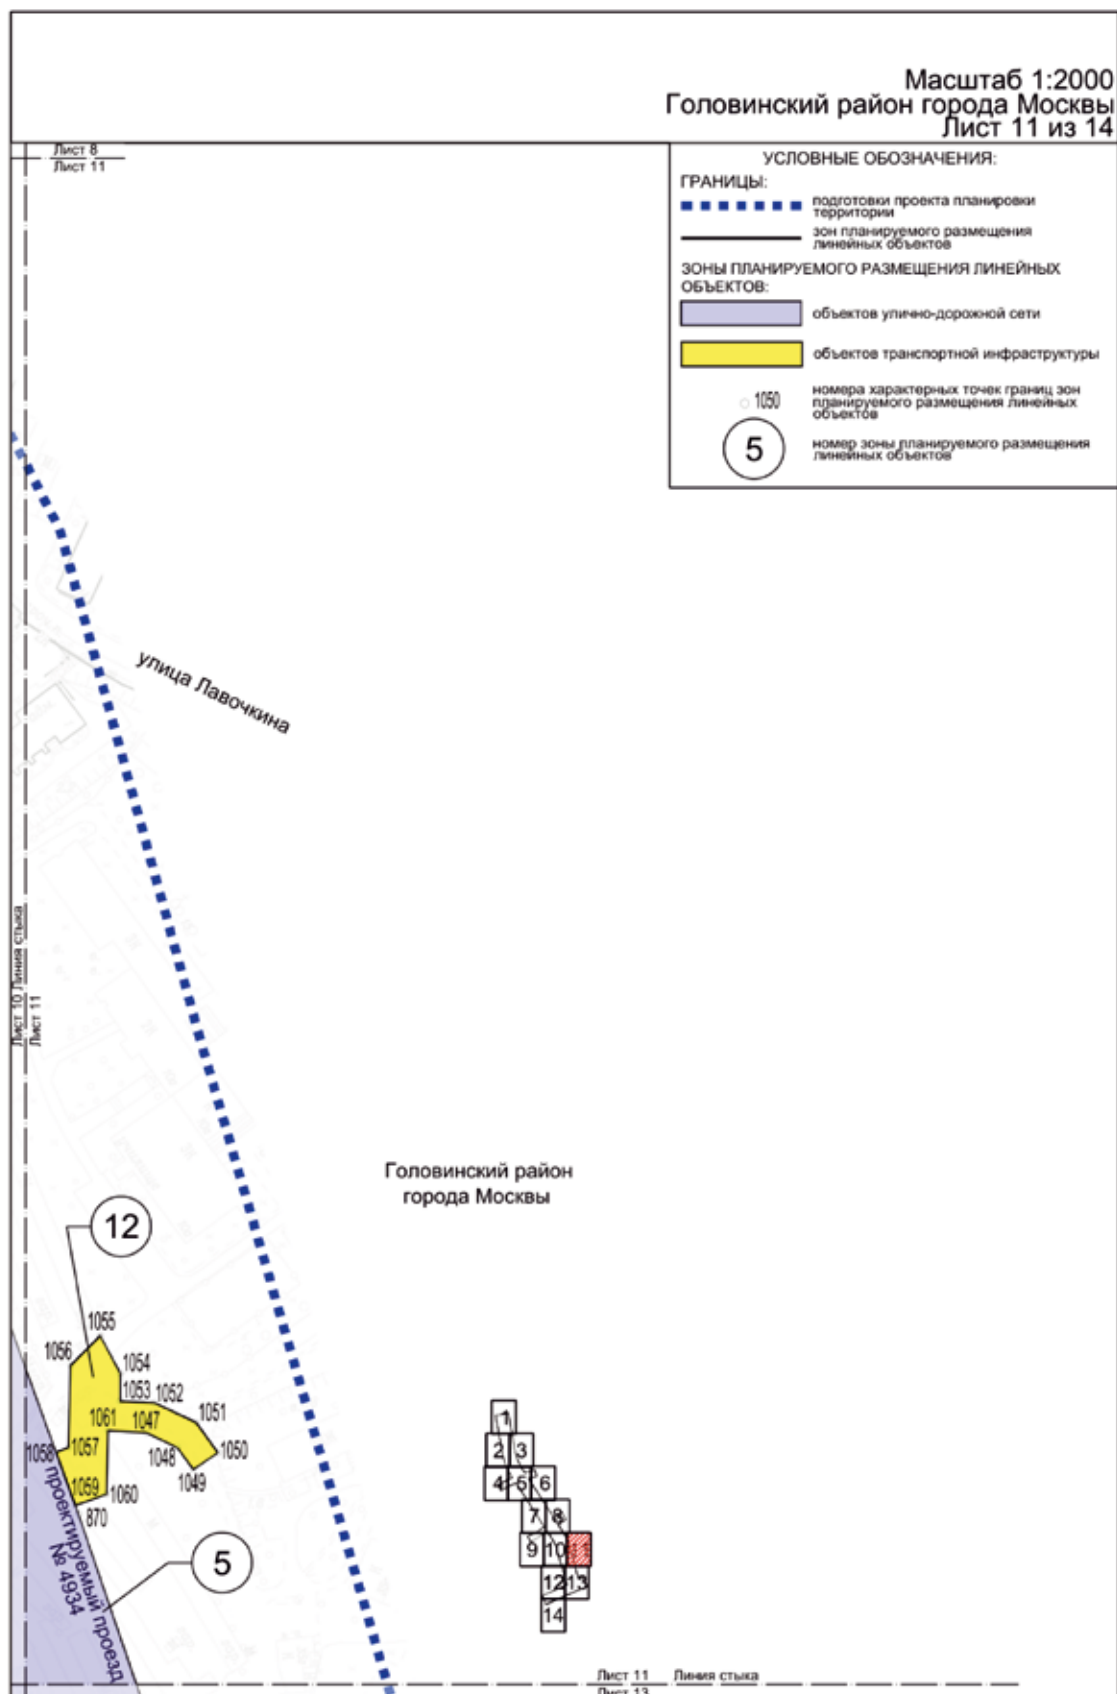 Масштаб 1:2000
Головинский район города Москвы
Лист 11 из 14
Лист 8
Лист 11
УСЛОВНЫЕ ОБОЗНАЧЕНИЯ:
ГРАНИЦЫ:
подготовки проекта планировки
территории
зон планируемого размещения
линейных объектов
ЗОНЫ ПЛАНИРУЕМОГО РАЗМЕЩЕНИЯ ЛИНЕЙНЫХ
ОБЪЕКТОВ:
объектов улично-дорожной сети
объектов транспортной инфраструктуры
1050
номера характерных точек границ зон
планируемого размещения линейных
объектов
5
номер зоны планируемого размещения
линейных объектов
улица Лавочкина
Лист 10 Линия стыка
Лист 11
Головинский район
города Москвы
12
1055
1056
1054
1053
1052
1061
1047
1051
1058
1057
1048
1050
1049
1059
1060
870
проектируемый проезд
№ 4934
5
1
2 3
4 5 6
7 8
9 10 11
12 13
14
Лист 11 Линия стыка
Лист 13